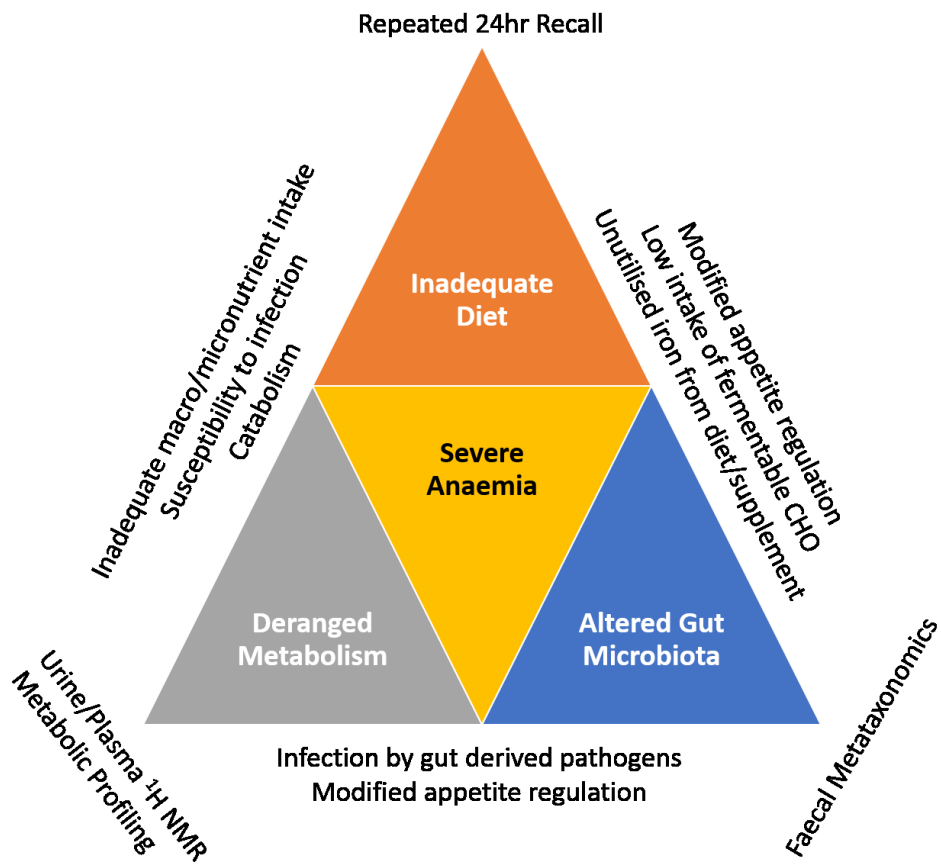 Repeated 24hr Recall
Inadequate macro/micronutrient intake
Susceptibility to infection
Catabolism
Modified appetite regulation
Low intake of fermentable CHO
Unutilised iron from diet/supplement
Inadequate
Diet
Severe
Anaemia
Deranged
Metabolism
Altered Gut
Microbiota
Urine/Plasma ¹H NMR
Metabolic Profiling
Infection by gut derived pathogens
Modified appetite regulation
Faecal Metataxonomics